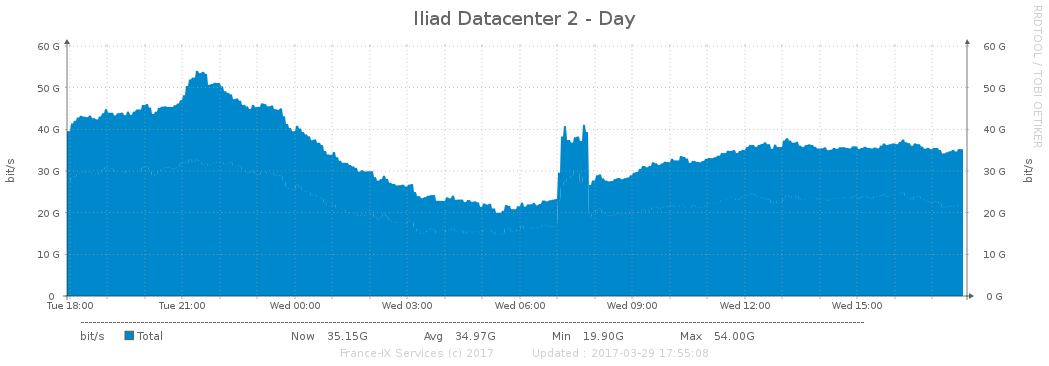 Iliad Datacenter 2 - Day
RRDTOOL / TOBI OETIKER
bit/s
60 G 60 G
50 G 50 G
40 G 40 G
30 G 30 G
20 G 20 G
10 G 10 G
0 0 G
bit/s
Tue 18:00 Tue 21:00 Wed 00:00 Wed 03:00 Wed 06:00 Wed 09:00 Wed 12:00 Wed 15:00
bit/s Total Now 35.15G Avg 34.97G Min 19.90G Max 54.00G
France-IX Services (c) 2017 Updated : 2017-03-29 17:55:08